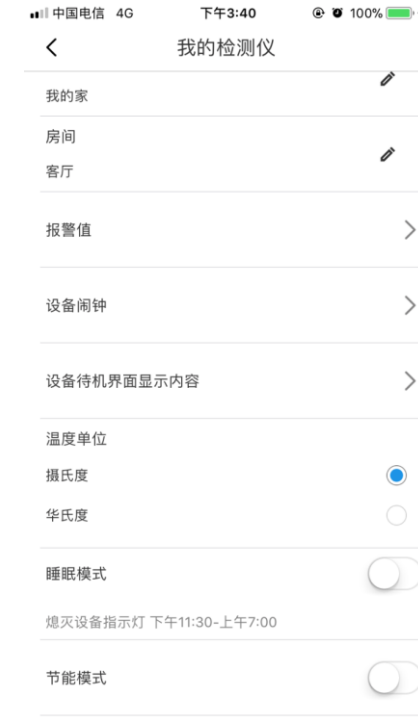 中国电信 4G 下午3:40 100%
我的检测仪
我的家
房间
客厅
报警值
设备闹钟
设备待机界面显示内容
温度单位
摄氏度
华氏度
睡眠模式
熄灭设备指示灯 下午11:30-上午7:00
节能模式